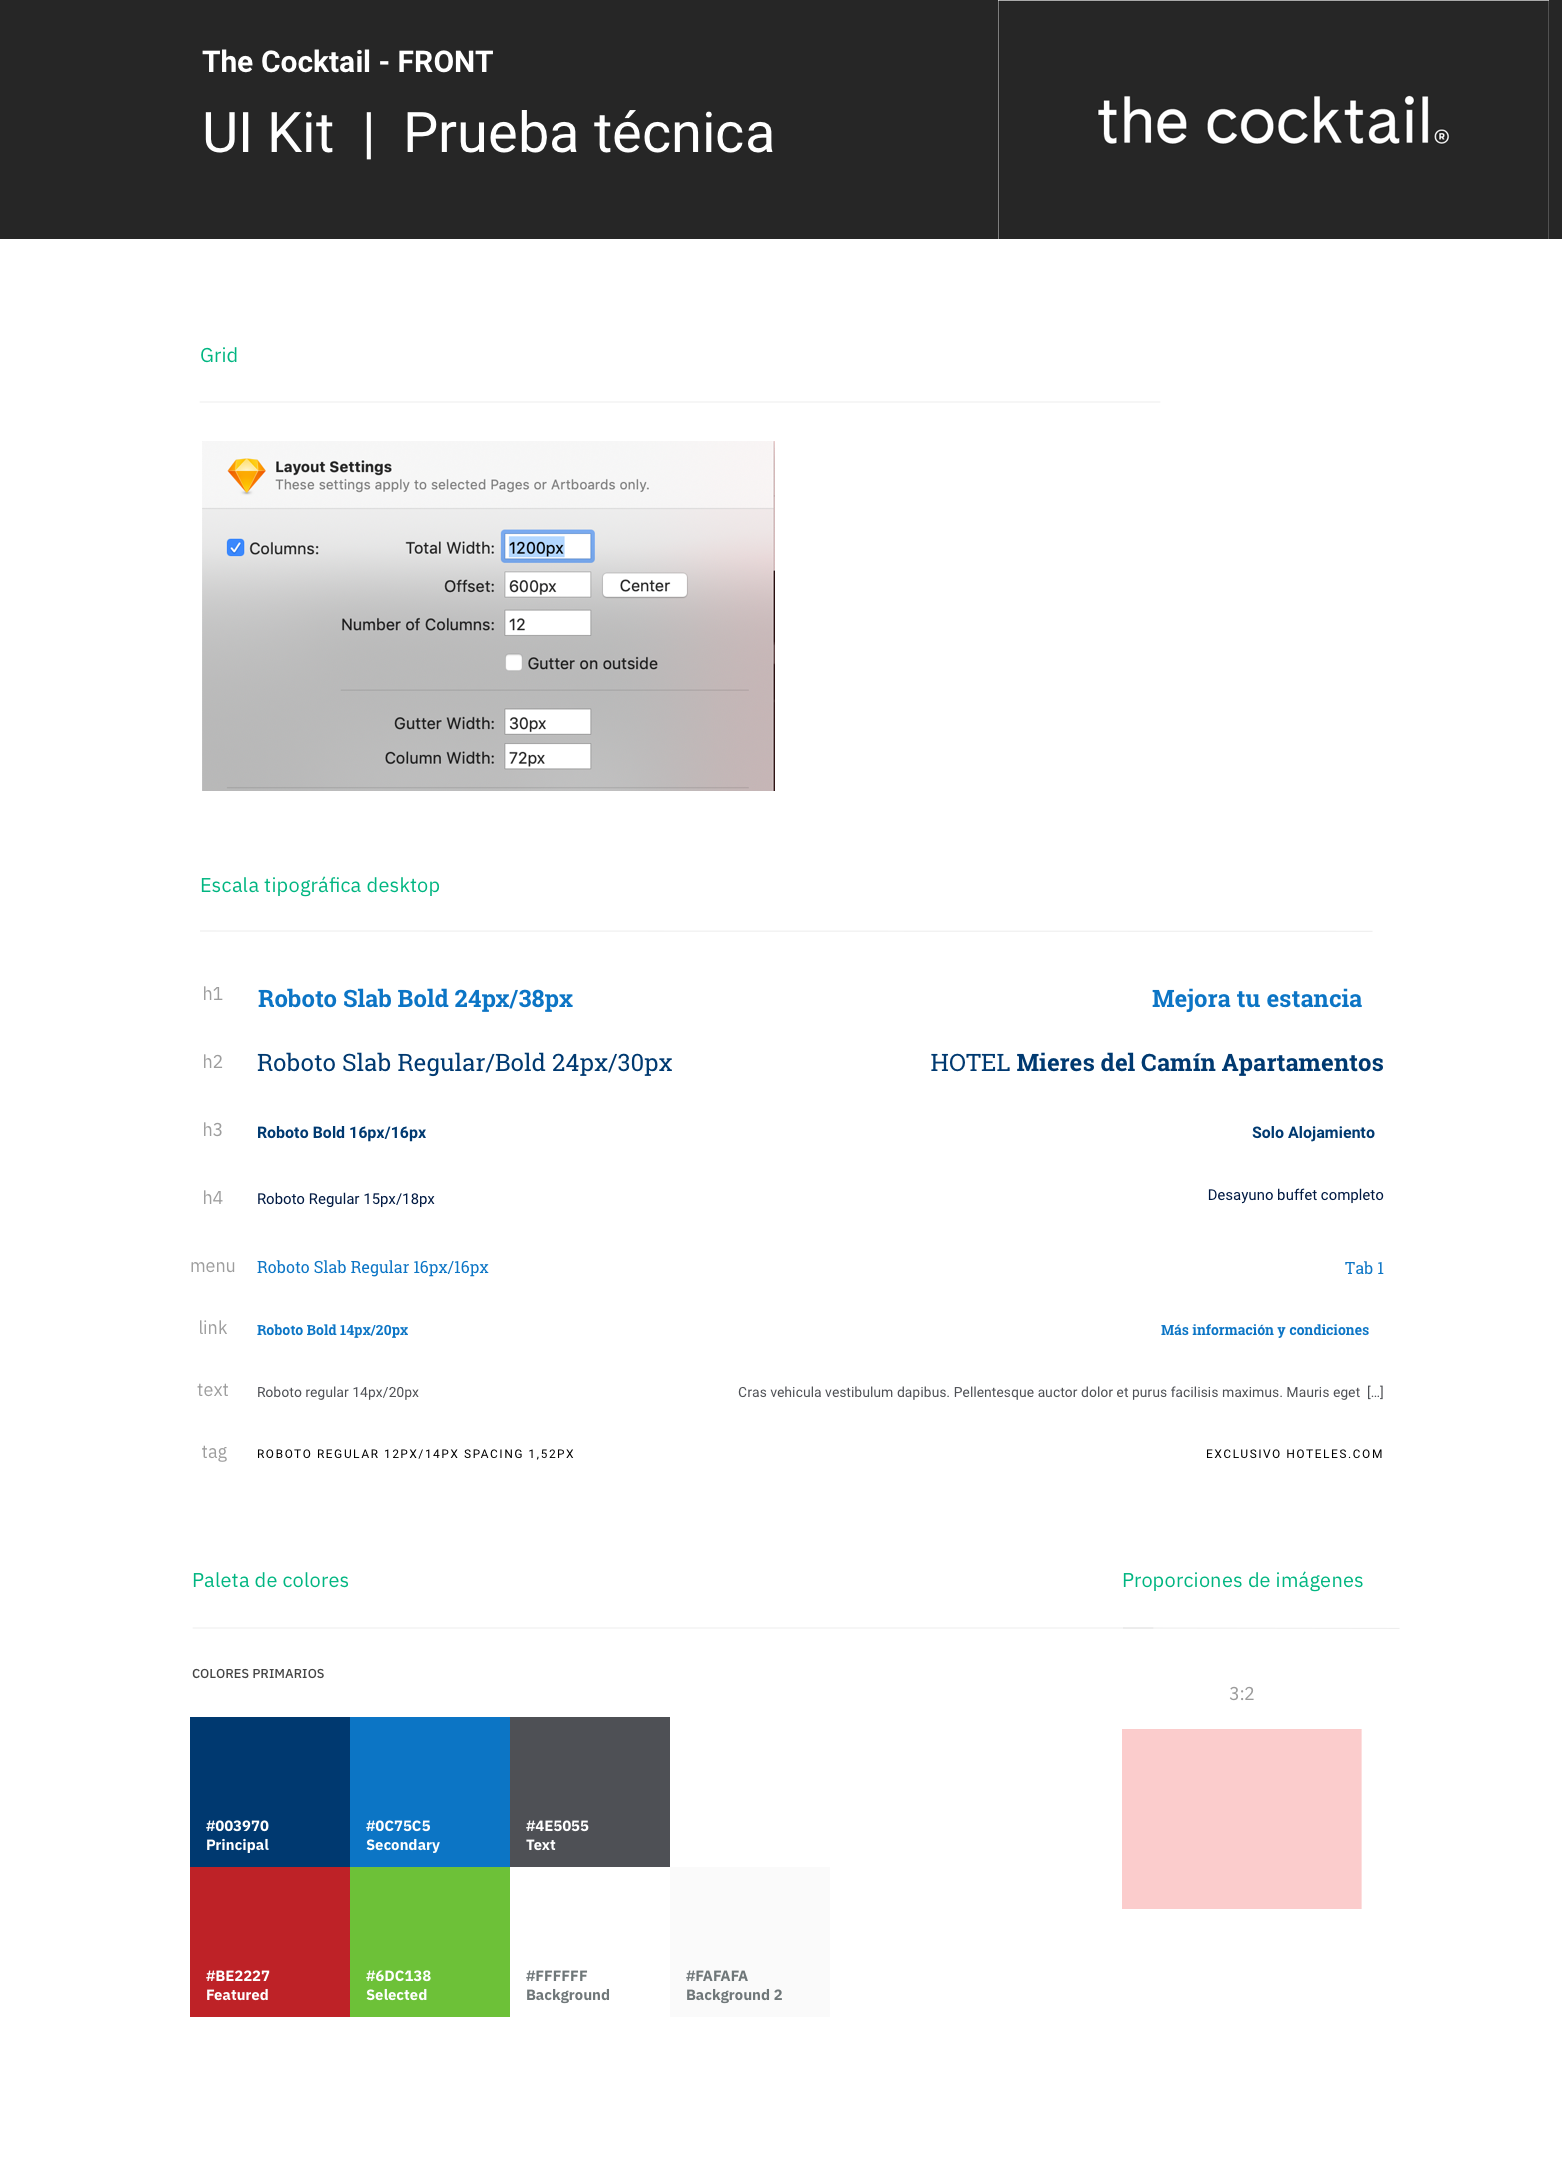 The Cocktail - FRONT
UI Kit | Prueba técnica
the cocktail®
Grid
Layout Settings
These settings apply to selected Pages or Artboards only.
Columns:
Total Width: 1200px
Offset: 600px Center
Number of Columns: 12
Gutter on outside
Gutter Width: 30px
Column Width: 72px
Escala tipográfica desktop
h1 Roboto Slab Bold 24px/38px Mejora tu estancia
h2 Roboto Slab Regular/Bold 24px/30px HOTEL Mieres del Camín Apartamentos
h3 Roboto Bold 16px/16px Solo Alojamiento
h4 Roboto Regular 15px/18px Desayuno buffet completo
menu Roboto Slab Regular 16px/16px Tab 1
link Roboto Bold 14px/20px Más información y condiciones
text Roboto regular 14px/20px Cras vehicula vestibulum dapibus. Pellentesque auctor dolor et purus facilisis maximus. Mauris eget [...]
tag ROBOTO REGULAR 12PX/14PX SPACING 1,52PX EXCLUSIVO HOTELES.COM
Paleta de colores
Proporciones de imágenes
COLORES PRIMARIOS
3:2
#003970 #0C75C5 #4E5055
Principal Secondary Text
#BE2227 #6DC138 #FFFFFF #FAFAFA
Featured Selected Background Background 2